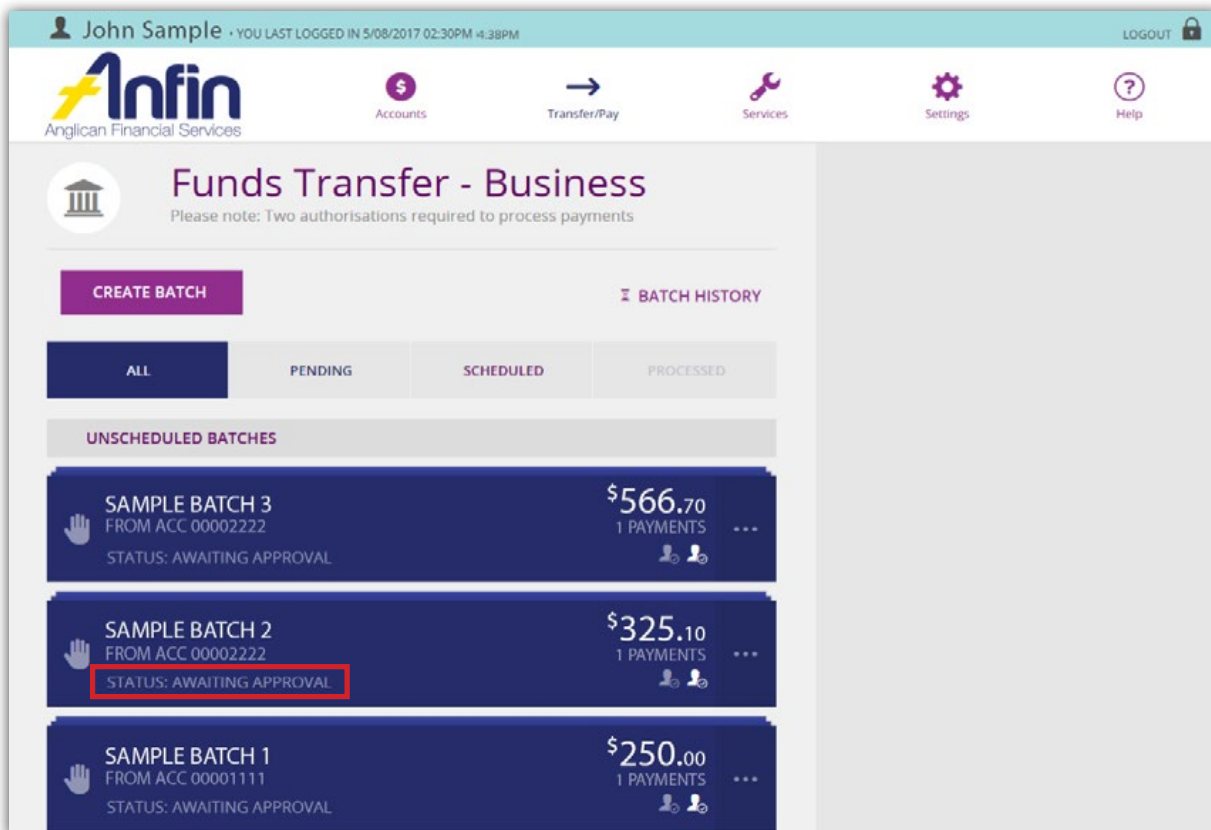 John Sample • YOU LAST LOGGED IN 5/08/2017 02:30PM -4:38PM
LOGOUT
Anfin
Anglican Financial Services
$
Accounts
Transfer/Pay
Services
Settings
?
Help
Funds Transfer - Business
Please note: Two authorisations required to process payments
CREATE BATCH
BATCH HISTORY
ALL
PENDING
SCHEDULED
PROCESSED
UNSCHEDULED BATCHES
SAMPLE BATCH 3
$566.70
FROM ACC 00002222
1 PAYMENTS
...
STATUS: AWAITING APPROVAL
SAMPLE BATCH 2
$325.10
FROM ACC 00002222
1 PAYMENTS
...
STATUS: AWAITING APPROVAL
SAMPLE BATCH 1
$250.00
FROM ACC 00001111
1 PAYMENTS
...
STATUS: AWAITING APPROVAL